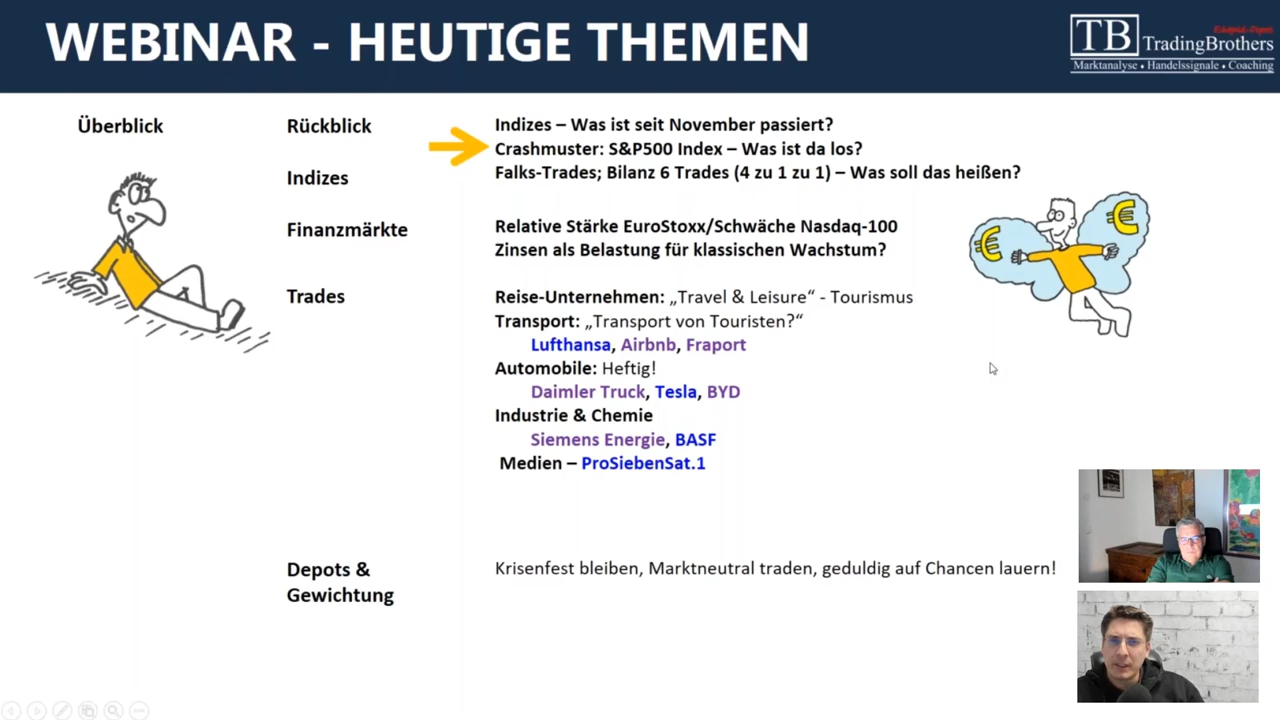 WEBINAR - HEUTIGE THEMEN
TB
TradingBrothers
Marktanalyse • Handelssignale • Coaching
Überblick
Rückblick
Indizes – Was ist seit November passiert?
Crashmuster: S&P500 Index – Was ist da los?
Indizes
Falks-Trades; Bilanz 6 Trades (4 zu 1 zu 1) – Was soll das heißen?
Finanzmärkte
Relative Stärke EuroStoxx/Schwäche Nasdaq-100
Zinsen als Belastung für klassischen Wachstum?
€
€
Trades
Reise-Unternehmen: „Travel & Leisure“ - Tourismus
Transport: „Transport von Touristen?“
Lufthansa, Airbnb, Fraport
Automobile: Heftig!
Daimler Truck, Tesla, BYD
Industrie & Chemie
Siemens Energie, BASF
Medien – ProSiebenSat.1
Depots &
Gewichtung
Krisenfest bleiben, Marktneutral traden, geduldig auf Chancen lauern!